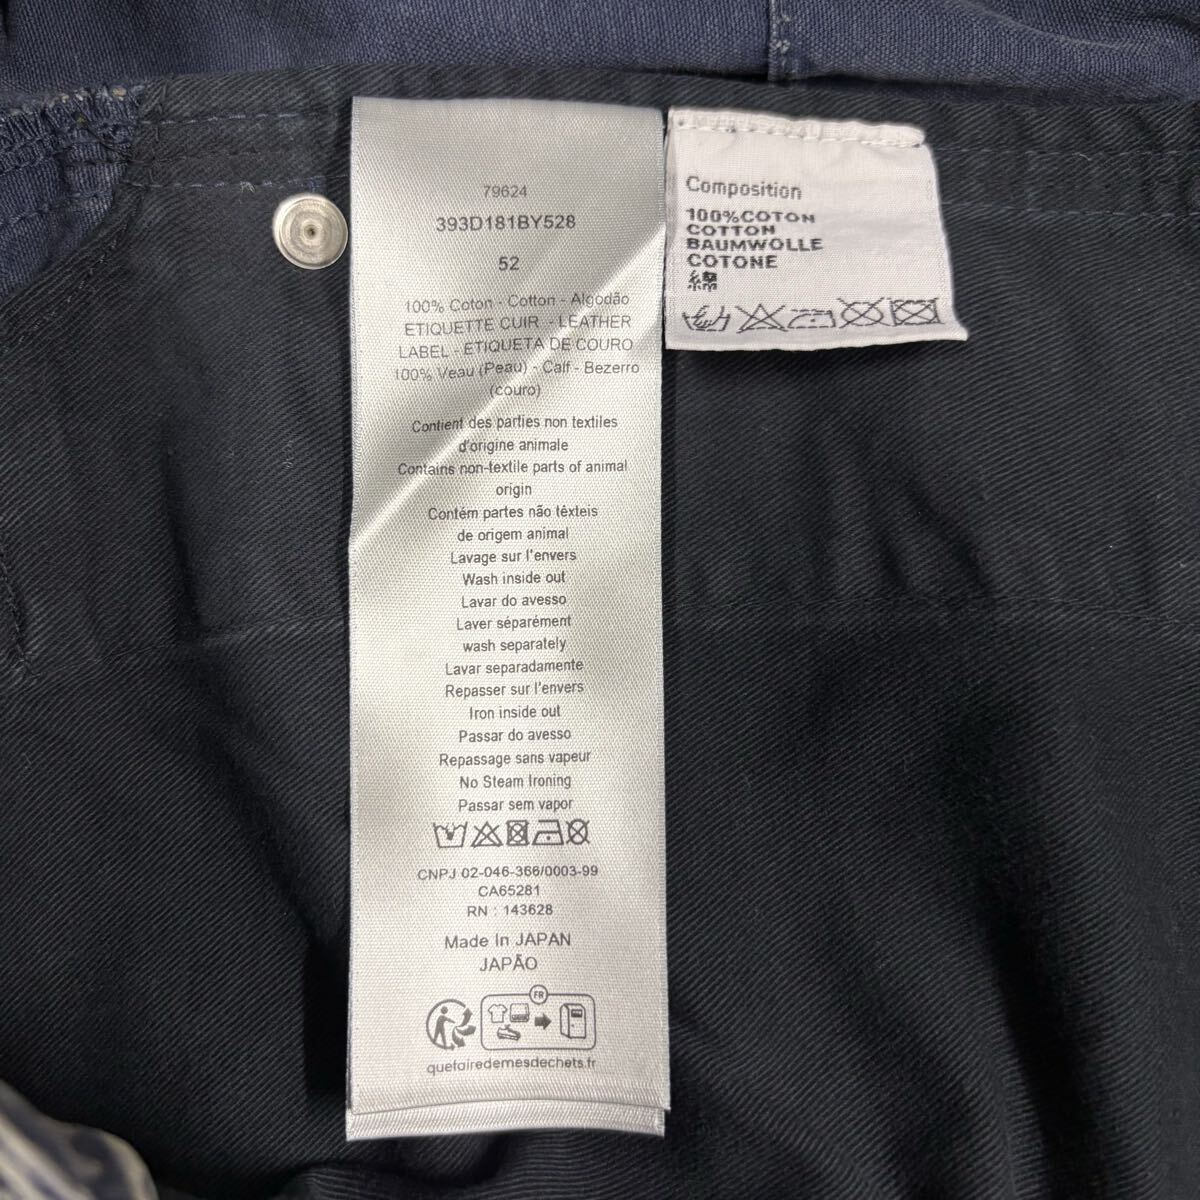 79624
393D181BY528
52
100% Coton - Cotton - Algodão
ETIQUETTE CUIR - LEATHER
LABEL - ETIQUETA DE COURO
100% Veau (Peau) - Calf - Bezerro
(couro)
Contient des parties non textiles
d'origine animale
Contains non-textile parts of animal
origin
Contém partes não têxteis
de origem animal
Lavage sur l'envers
Wash inside out
Lavar do avesso
Laver séparément
wash separately
Lavar separadamente
Repasser sur l'envers
Iron inside out
Passar do avesso
Repassage sans vapeur
No Steam Ironing
Passar sem vapor
CNPJ 02-046-366/0003-99
CA65281
RN : 143628
Made In JAPAN
JAPÃO
FR
quefairedemesdechets.fr
Composition
100%COTON
COTTON
BAUMWOLLE
COTONE
綿